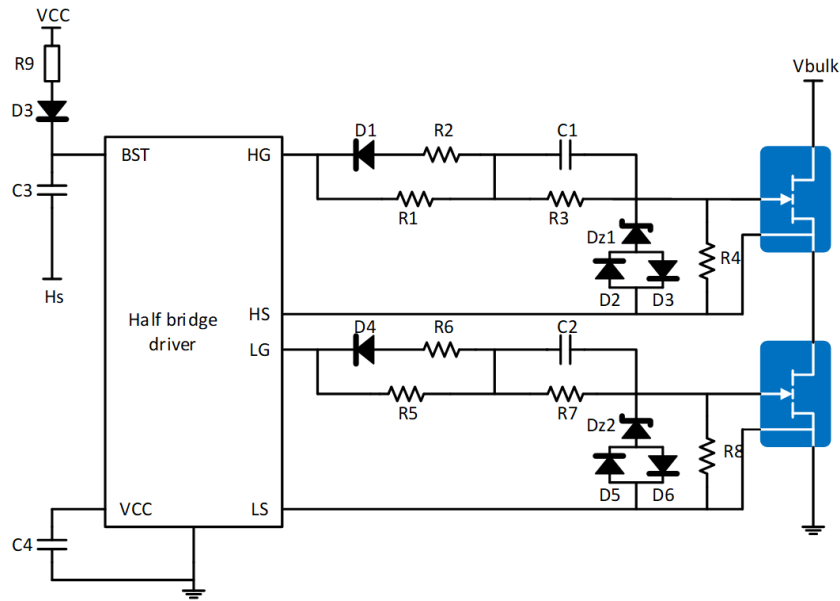 VCC
R9
D3
C3
Hs
BST
HG
Half bridge
driver
HS
LG
VCC
LS
C4
D1
R2
C1
R1
R3
Dz1
D2
D3
R4
D4
R6
C2
R5
R7
Dz2
D5
D6
R8
Vbulk